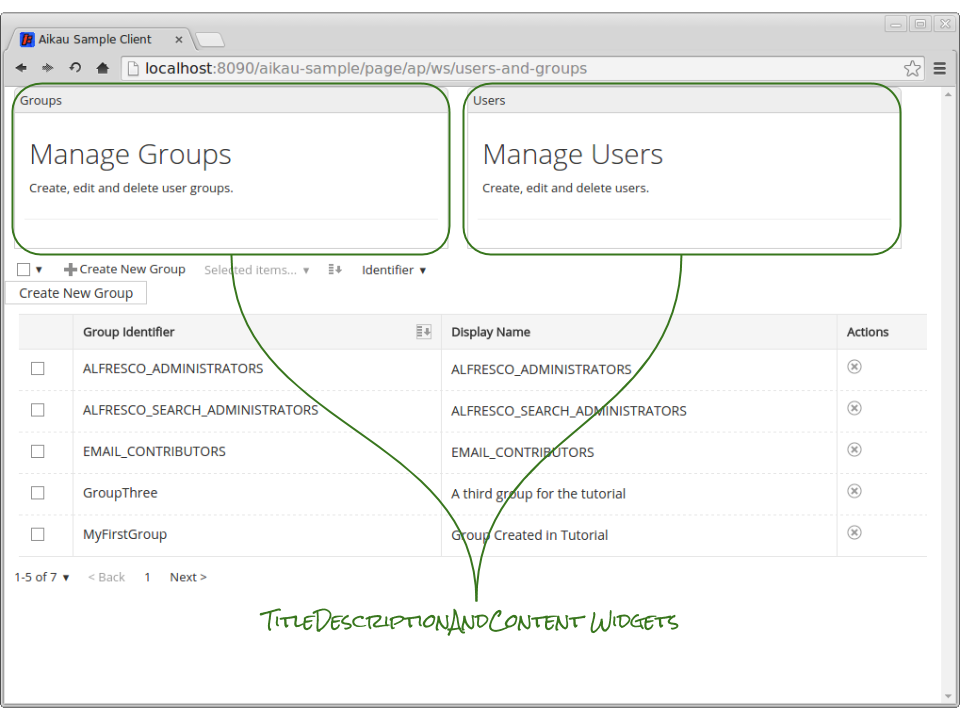 Aikau Sample Client
localhost:8090/aikau-sample/page/ap/ws/users-and-groups
Groups
Manage Groups
Create, edit and delete user groups.
Users
Manage Users
Create, edit and delete users.
Create New Group Selected items... Identifier
Create New Group
Group Identifier Display Name Actions
ALFRESCO_ADMINISTRATORS ALFRESCO_ADMINISTRATORS
ALFRESCO_SEARCH_ADMINISTRATORS ALFRESCO_SEARCH_ADMINISTRATORS
EMAIL_CONTRIBUTORS EMAIL_CONTRIBUTORS
GroupThree A third group for the tutorial
MyFirstGroup Group Created in Tutorial
1-5 of 7 < Back 1 Next >
TitleDescriptionAndContent Widgets